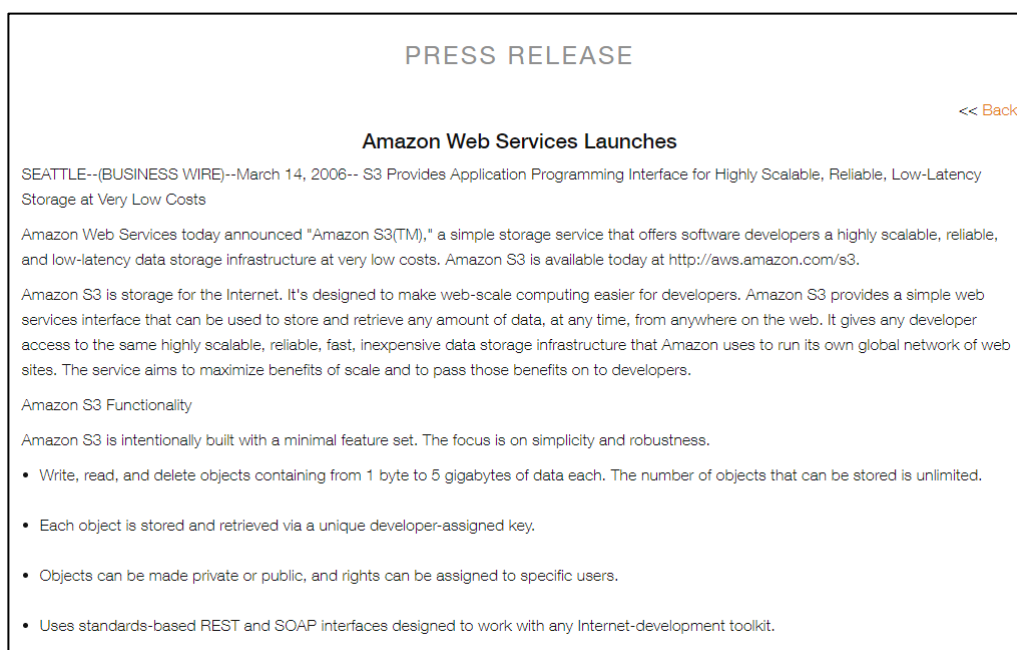 PRESS RELEASE
<< Back
Amazon Web Services Launches
SEATTLE--(BUSINESS WIRE)--March 14, 2006-- S3 Provides Application Programming Interface for Highly Scalable, Reliable, Low-Latency
Storage at Very Low Costs
Amazon Web Services today announced "Amazon S3(TM)," a simple storage service that offers software developers a highly scalable, reliable,
and low-latency data storage infrastructure at very low costs. Amazon S3 is available today at http://aws.amazon.com/s3.
Amazon S3 is storage for the Internet. It's designed to make web-scale computing easier for developers. Amazon S3 provides a simple web
services interface that can be used to store and retrieve any amount of data, at any time, from anywhere on the web. It gives any developer
access to the same highly scalable, reliable, fast, inexpensive data storage infrastructure that Amazon uses to run its own global network of web
sites. The service aims to maximize benefits of scale and to pass those benefits on to developers.
Amazon S3 Functionality
Amazon S3 is intentionally built with a minimal feature set. The focus is on simplicity and robustness.
• Write, read, and delete objects containing from 1 byte to 5 gigabytes of data each. The number of objects that can be stored is unlimited.
• Each object is stored and retrieved via a unique developer-assigned key.
• Objects can be made private or public, and rights can be assigned to specific users.
• Uses standards-based REST and SOAP interfaces designed to work with any Internet-development toolkit.